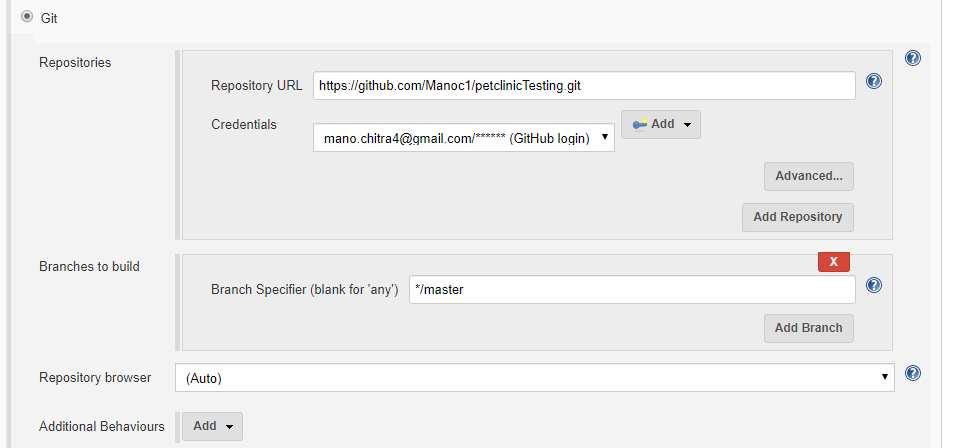 Git
Repositories
Repository URL https://github.com/Manoc1/petclinicTesting.git
Credentials
mano.chitra4@gmail.com/****** (GitHub login) Add
Advanced...
Add Repository
Branches to build
X
Branch Specifier (blank for 'any') */master
Add Branch
Repository browser (Auto)
Additional Behaviours Add